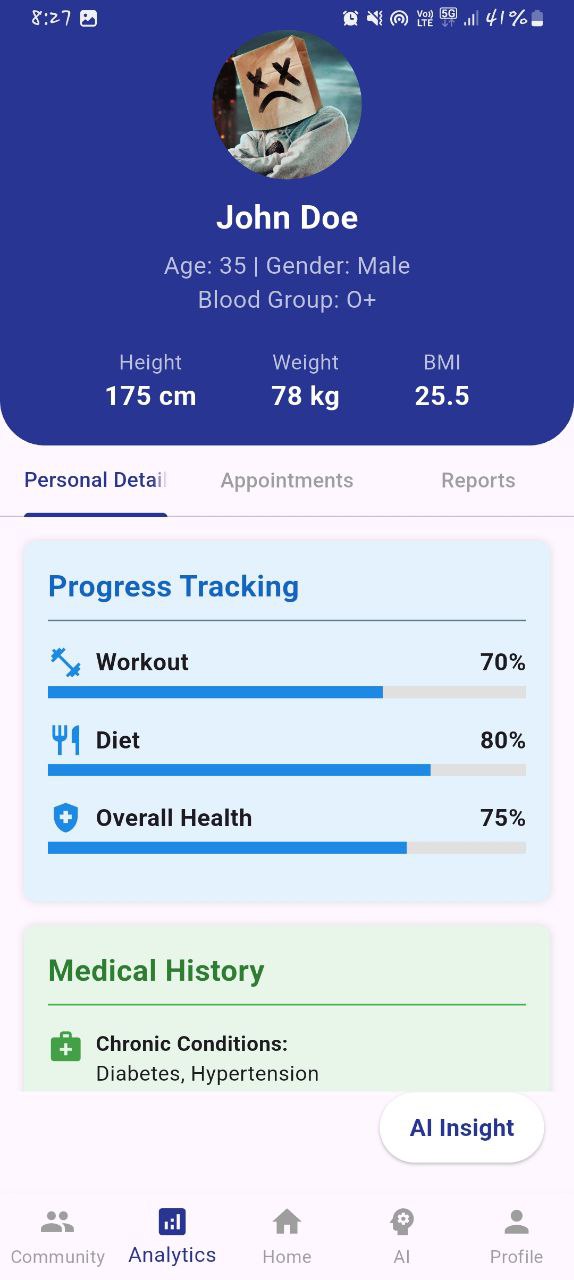 8:27
Vo))
LTE
5G
41%
John Doe
Age: 35 | Gender: Male
Blood Group: O+
Height Weight BMI
175 cm 78 kg 25.5
Personal Detail Appointments Reports
Progress Tracking
Workout 70%
Diet 80%
Overall Health 75%
Medical History
Chronic Conditions:
Diabetes, Hypertension
AI Insight
Community Analytics Home AI Profile